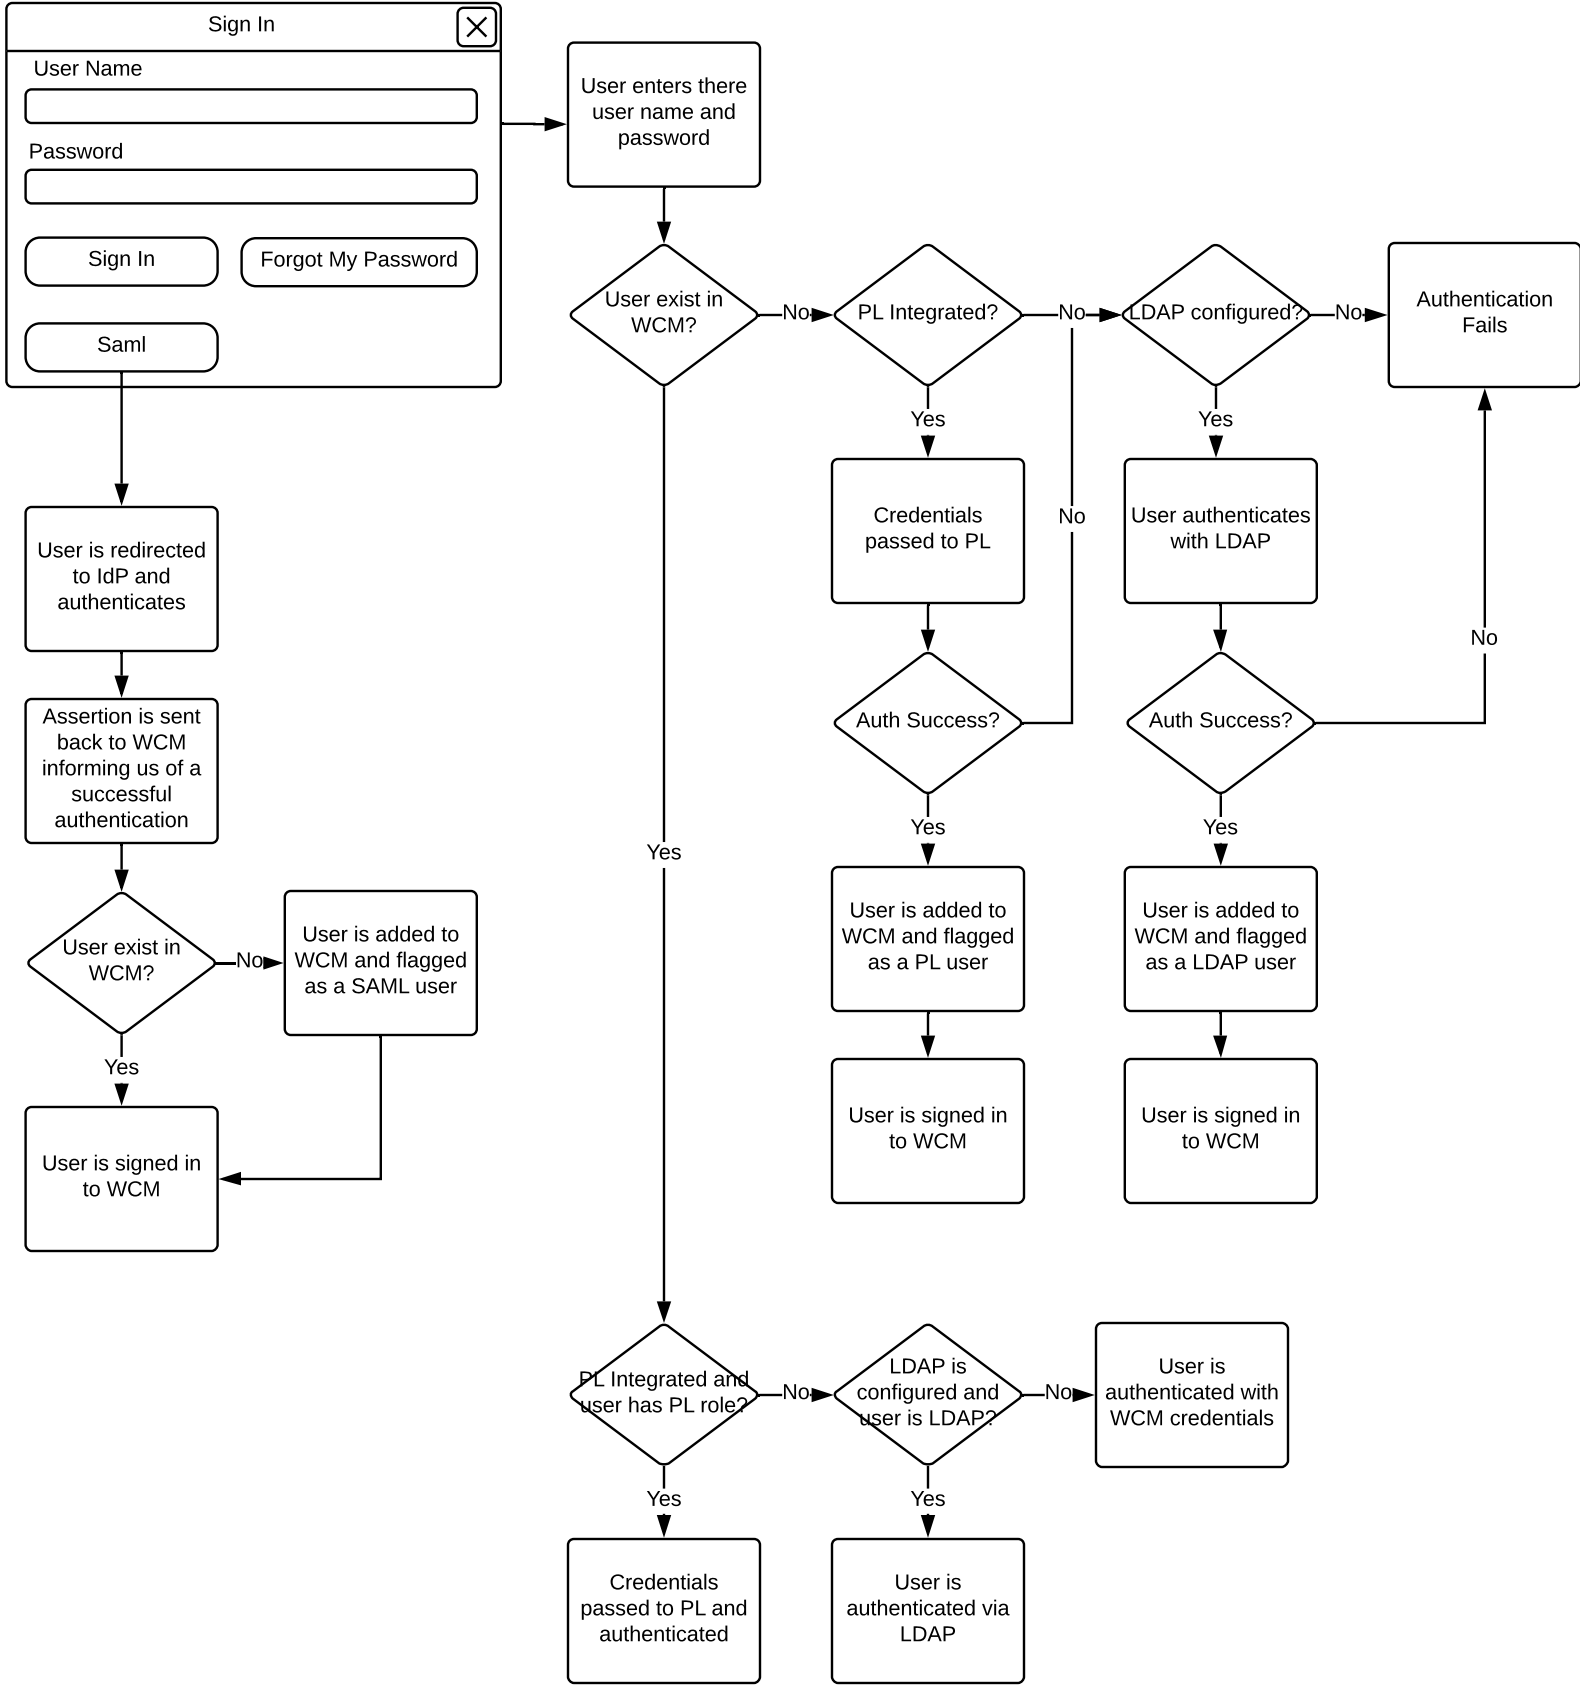 Sign In
User Name
Password
Sign In
Forgot My Password
Saml
User enters there
user name and
password
User exist in
WCM?
No
PL Integrated?
No
LDAP configured?
No
Authentication
Fails
Yes
Yes
Credentials
passed to PL
No
User authenticates
with LDAP
User is redirected
to IdP and
authenticates
No
Assertion is sent
back to WCM
informing us of a
successful
authentication
Auth Success?
Auth Success?
Yes
Yes
Yes
User exist in
WCM?
No
User is added to
WCM and flagged
as a SAML user
User is added to
WCM and flagged
as a PL user
User is added to
WCM and flagged
as a LDAP user
Yes
User is signed in
to WCM
User is signed in
to WCM
User is signed in
to WCM
PL Integrated and
user has PL role?
No
LDAP is
configured and
user is LDAP?
No
User is
authenticated with
WCM credentials
Yes
Yes
Credentials
passed to PL and
authenticated
User is
authenticated via
LDAP